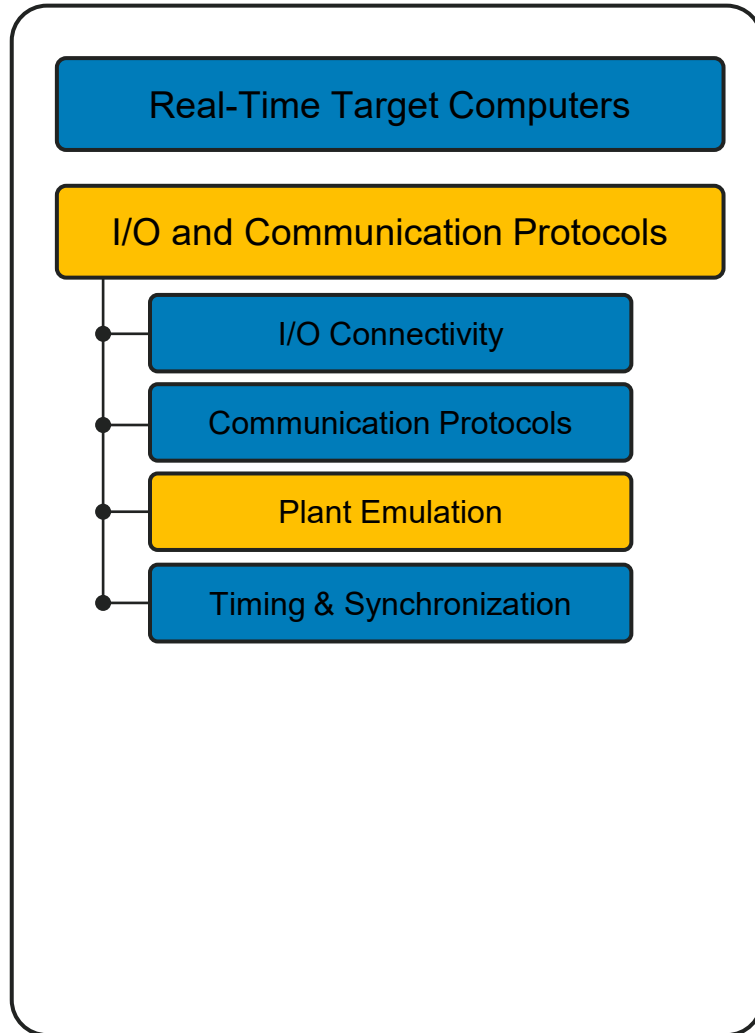 Real-Time Target Computers
I/O and Communication Protocols
I/O Connectivity
Communication Protocols
Plant Emulation
Timing & Synchronization